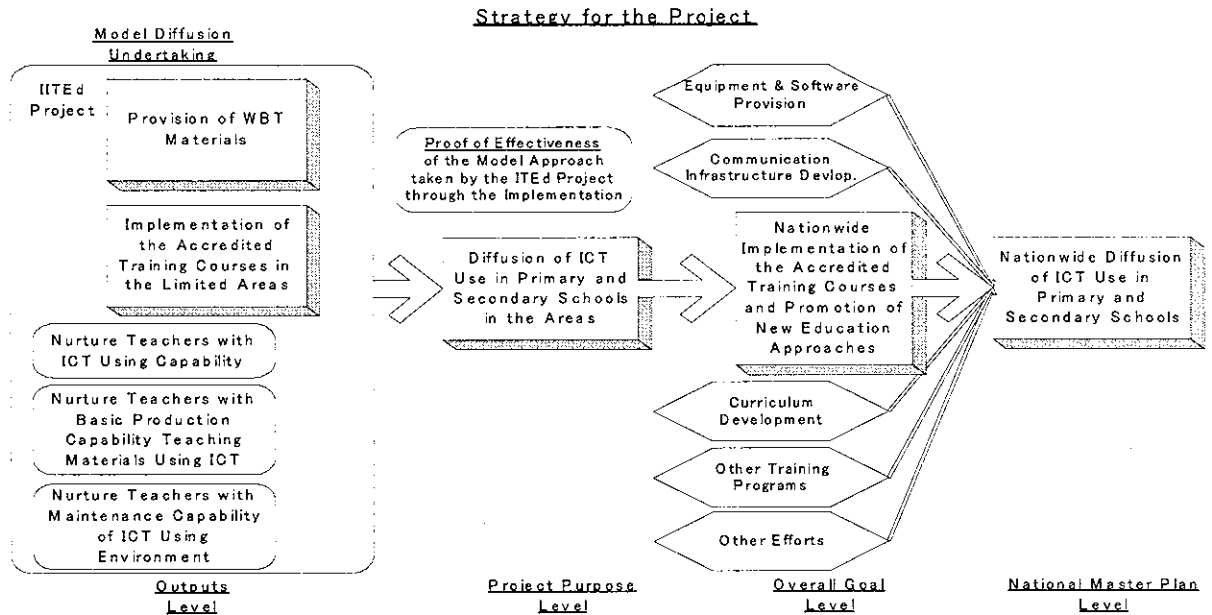 Strategy for the Project
Model Diffusion
Undertaking
IITEd
Project
Provision of WBT
Materials
Implementation of
the Accredited
Training Courses in
the Limited Areas
Nurture Teachers with
ICT Using Capability
Nurture Teachers with
Basic Production
Capability Teaching
Materials Using ICT
Nurture Teachers with
Maintenance Capability
of ICT Using
Environment
Outputs
Level
Proof of Effectiveness
of the Model Approach
taken by the ITEd Project
through the Implementation
Diffusion of ICT
Use in Primary and
Secondary Schools
in the Areas
Project Purpose
Level
Equipment & Software
Provision
Communication
Infrastructure Devlop.
Nationwide
Implementation of
the Accredited
Training Courses
and Promotion of
New Education
Approaches
Curriculum
Development
Other Training
Programs
Other Efforts
Overall Goal
Level
Nationwide Diffusion
of ICT Use in
Primary and
Secondary Schools
National Master Plan
Level